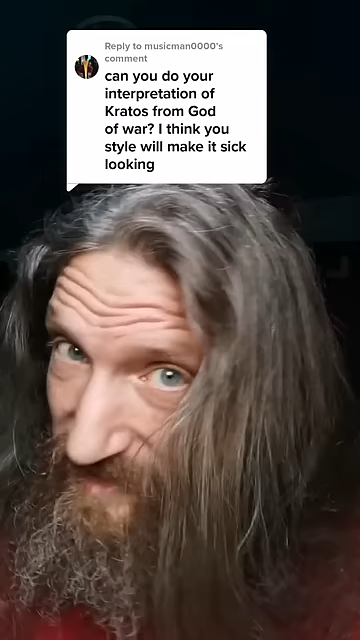 Reply to musicman0000's
comment
can you do your
interpretation of
Kratos from God
of war? I think you
style will make it sick
looking